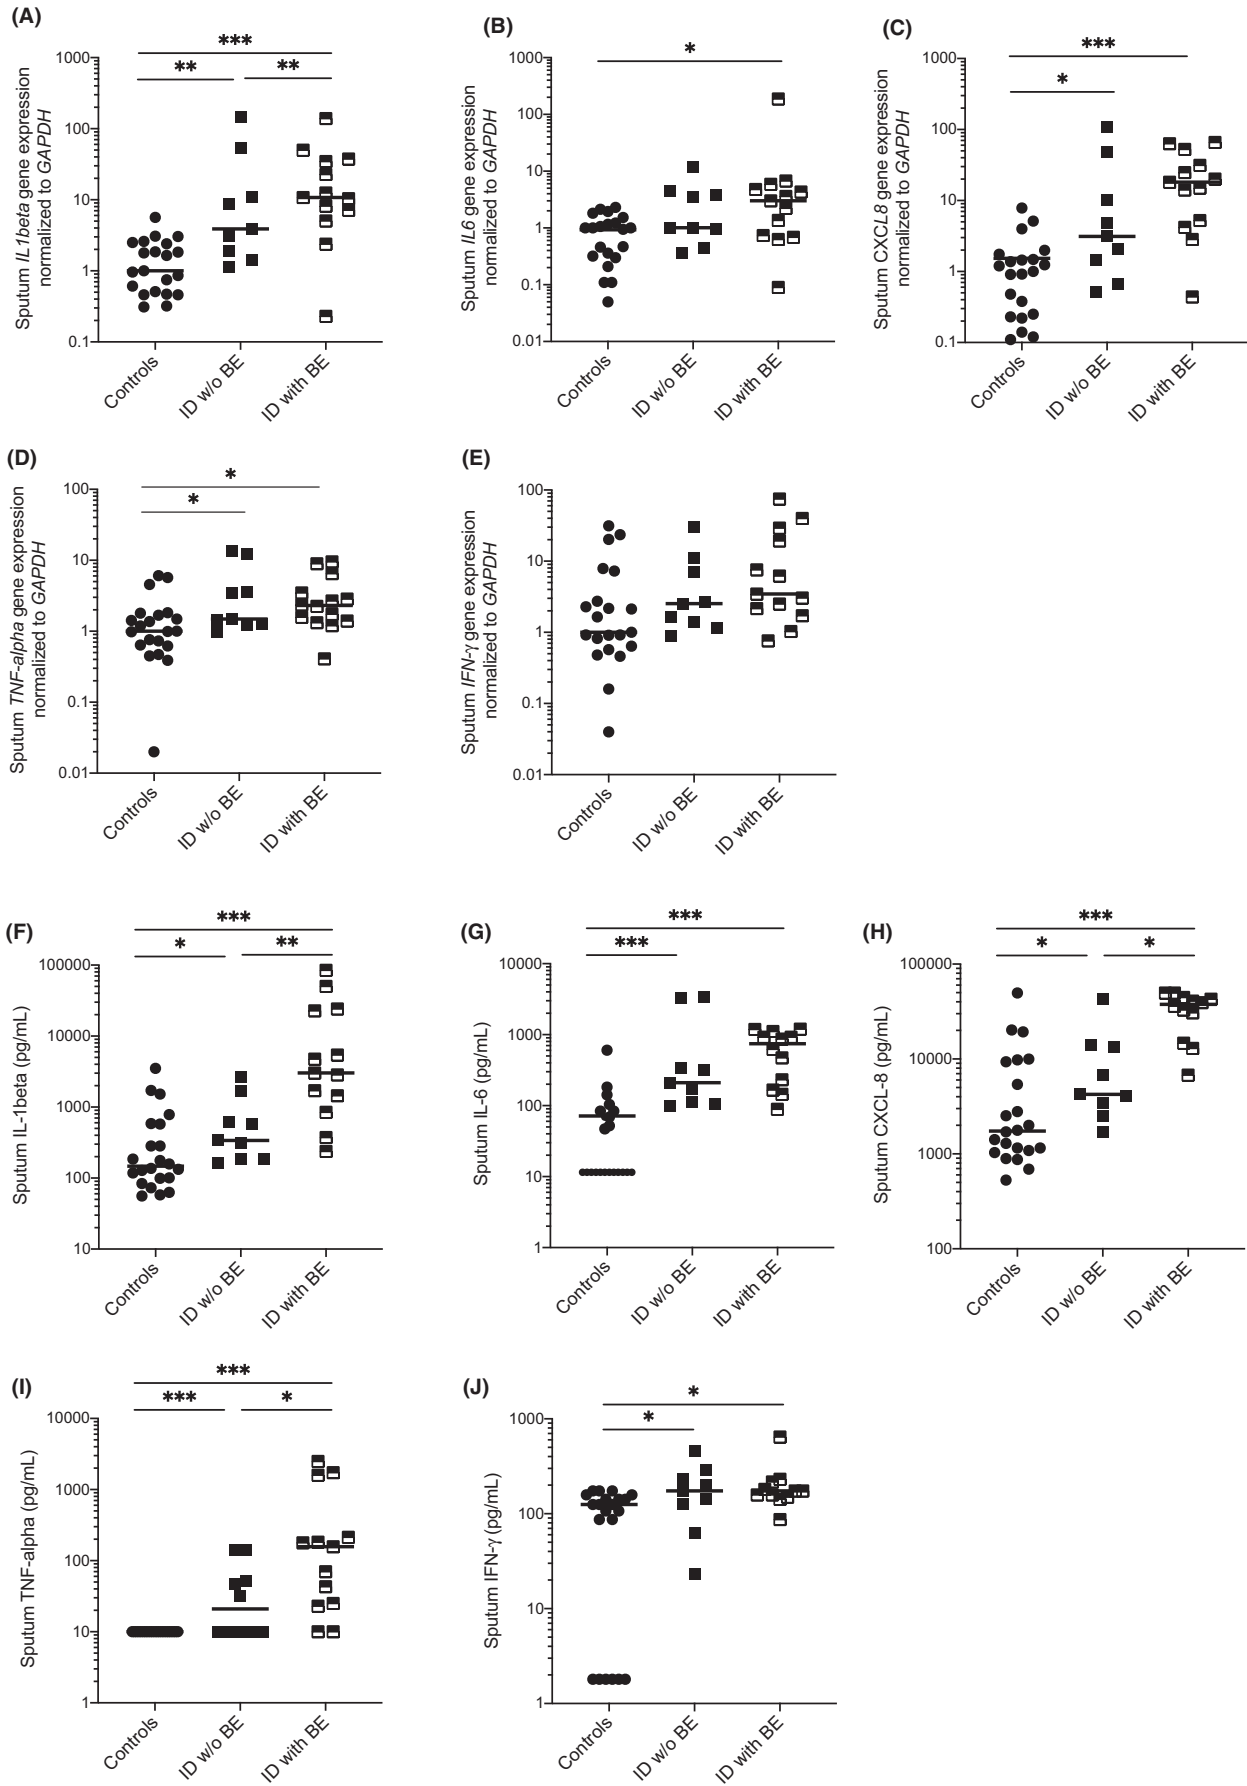 (A)
***
**
**
Sputum IL1beta gene expression
normalized to GAPDH
1000
100
10
1
0.1
Controls
ID w/o BE
ID with BE
(B)
*
Sputum IL6 gene expression
normalized to GAPDH
1000
100
10
1
0.1
0.01
Controls
ID w/o BE
ID with BE
(C)
***
*
Sputum CXCL8 gene expression
normalized to GAPDH
1000
100
10
1
0.1
Controls
ID w/o BE
ID with BE
(D)
*
*
Sputum TNF-alpha gene expression
normalized to GAPDH
100
10
1
0.1
0.01
Controls
ID w/o BE
ID with BE
(E)
Sputum IFN-γ gene expression
normalized to GAPDH
100
10
1
0.1
0.01
Controls
ID w/o BE
ID with BE
(F)
***
*
**
Sputum IL-1beta (pg/mL)
100000
10000
1000
100
10
Controls
ID w/o BE
ID with BE
(G)
***
***
Sputum IL-6 (pg/mL)
10000
1000
100
10
1
Controls
ID w/o BE
ID with BE
(H)
***
*
*
Sputum CXCL-8 (pg/mL)
100000
10000
1000
100
Controls
ID w/o BE
ID with BE
(I)
***
***
*
Sputum TNF-alpha (pg/mL)
10000
1000
100
10
1
Controls
ID w/o BE
ID with BE
(J)
*
*
Sputum IFN-γ (pg/mL)
1000
100
10
1
Controls
ID w/o BE
ID with BE